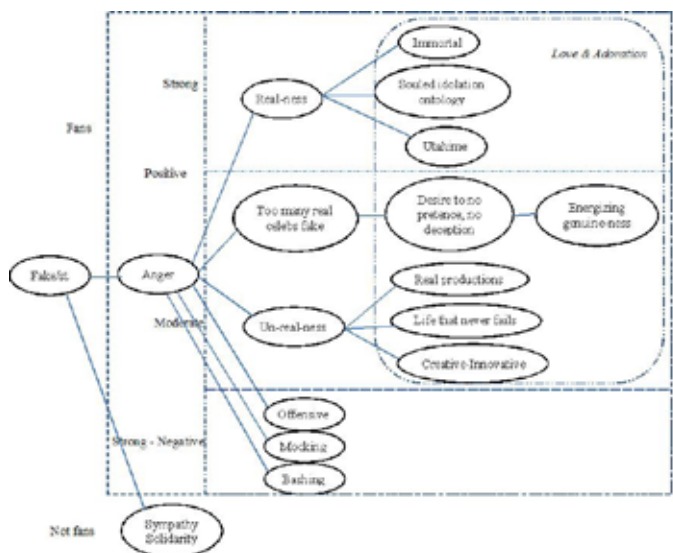 Immortal
Love & Adoration
Strong
Souled idolation
ontology
Real-ness
Fans
Utahime
Positive
Too many real
celebs fake
Desire to no
pretence, no
deception
Energizing
genuine-ness
Fake/it
Anger
Real productions
Moderate
Un-real-ness
Life that never fails
Creative-Innovative
Offensive
Strong - Negative
Mocking
Bashing
Not fans
Sympathy
Solidarity